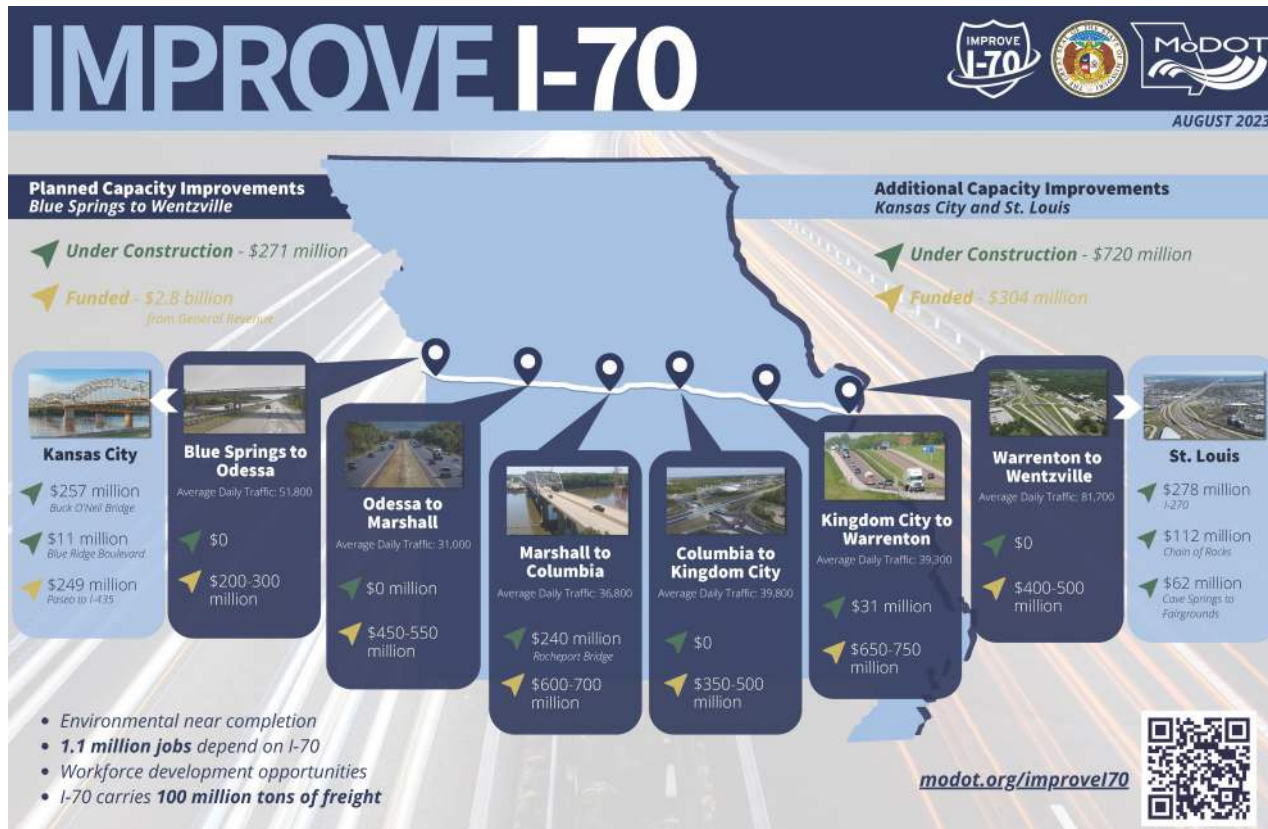 IMPROVE I-70
IMPROVE
I-70
MoDOT
AUGUST 2023
Planned Capacity Improvements
Blue Springs to Wentzville
Under Construction - $271 million
Funded - $2.8 billion
from General Revenue
Additional Capacity Improvements
Kansas City and St. Louis
Under Construction - $720 million
Funded - $304 million
Kansas City
$257 million
Buck O'Neil Bridge
$11 million
Blue Ridge Boulevard
$249 million
Paseo to I-435
Blue Springs to
Odessa
Average Daily Traffic: 51,800
$0
$200-300
million
Odessa to
Marshall
Average Daily Traffic: 31,000
$0 million
$450-550
million
Marshall to
Columbia
Average Daily Traffic: 36,800
$240 million
Rocheport Bridge
$600-700
million
Columbia to
Kingdom City
Average Daily Traffic: 39,800
$0
$350-500
million
Kingdom City to
Warrenton
Average Daily Traffic: 39,300
$31 million
$650-750
million
Warrenton to
Wentzville
Average Daily Traffic: 81,700
$0
$400-500
million
St. Louis
$278 million
I-270
$112 million
Chain of Rocks
$62 million
Cave Springs to
Fairgrounds
• Environmental near completion
• 1.1 million jobs depend on I-70
• Workforce development opportunities
• I-70 carries 100 million tons of freight
modot.org/improveI70